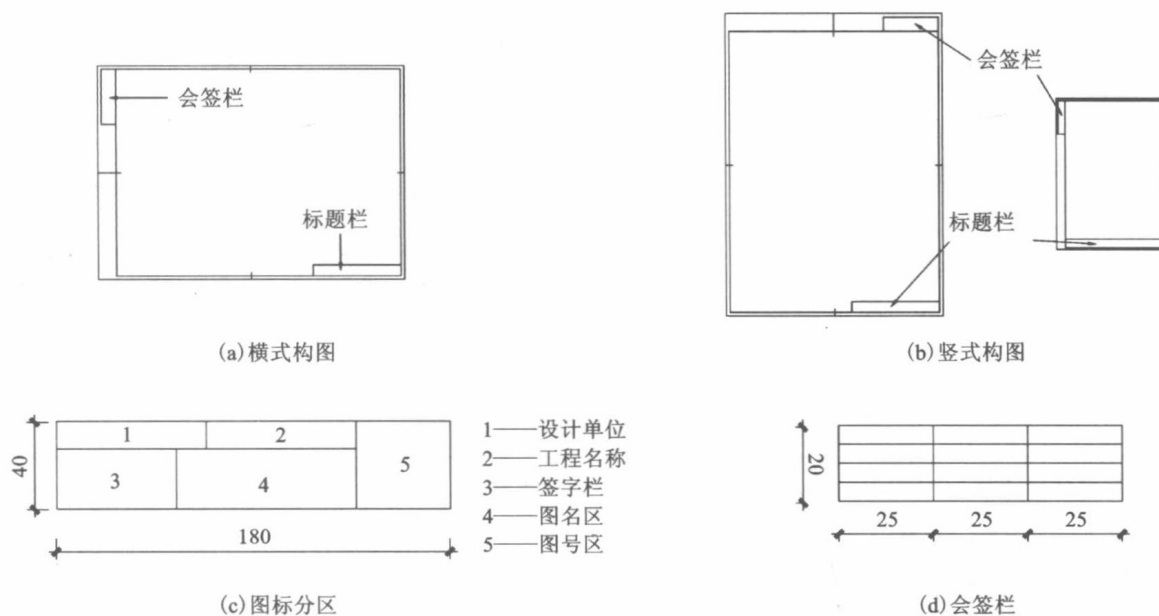 会签栏
标题栏
(a)横式构图
会签栏
标题栏
(b)竖式构图
1
2
3
4
5
40
180
1——设计单位
2——工程名称
3——签字栏
4——图名区
5——图号区
(c)图标分区
20
25
25
25
(d)会签栏